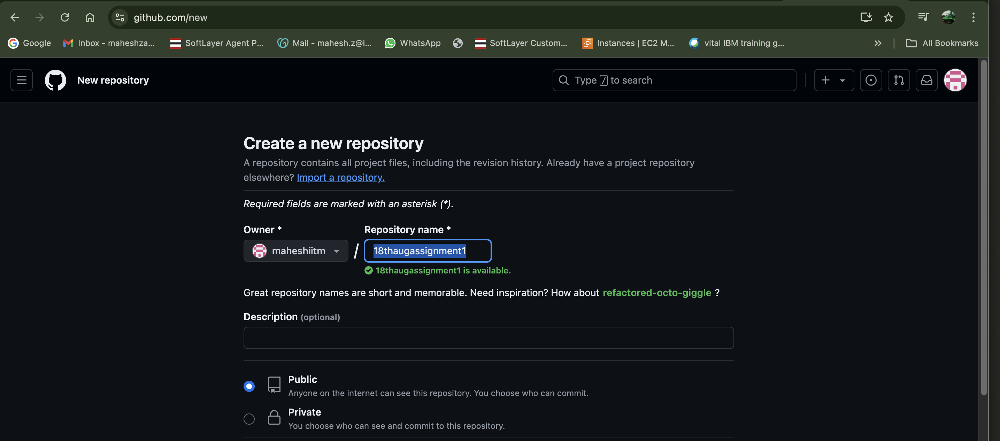 github.com/new
Google Inbox - maheshza... SoftLayer Agent P... Mail - mahesh.z@i... WhatsApp SoftLayer Custom... Instances | EC2 M... vital IBM training g... » All Bookmarks
New repository Type / to search
Create a new repository
A repository contains all project files, including the revision history. Already have a project repository
elsewhere? Import a repository.
Required fields are marked with an asterisk (*).
Owner * Repository name *
maheshiitm / 18thaugassignment1
18thaugassignment1 is available.
Great repository names are short and memorable. Need inspiration? How about refactored-octo-giggle ?
Description (optional)
Public
Anyone on the internet can see this repository. You choose who can commit.
Private
You choose who can see and commit to this repository.